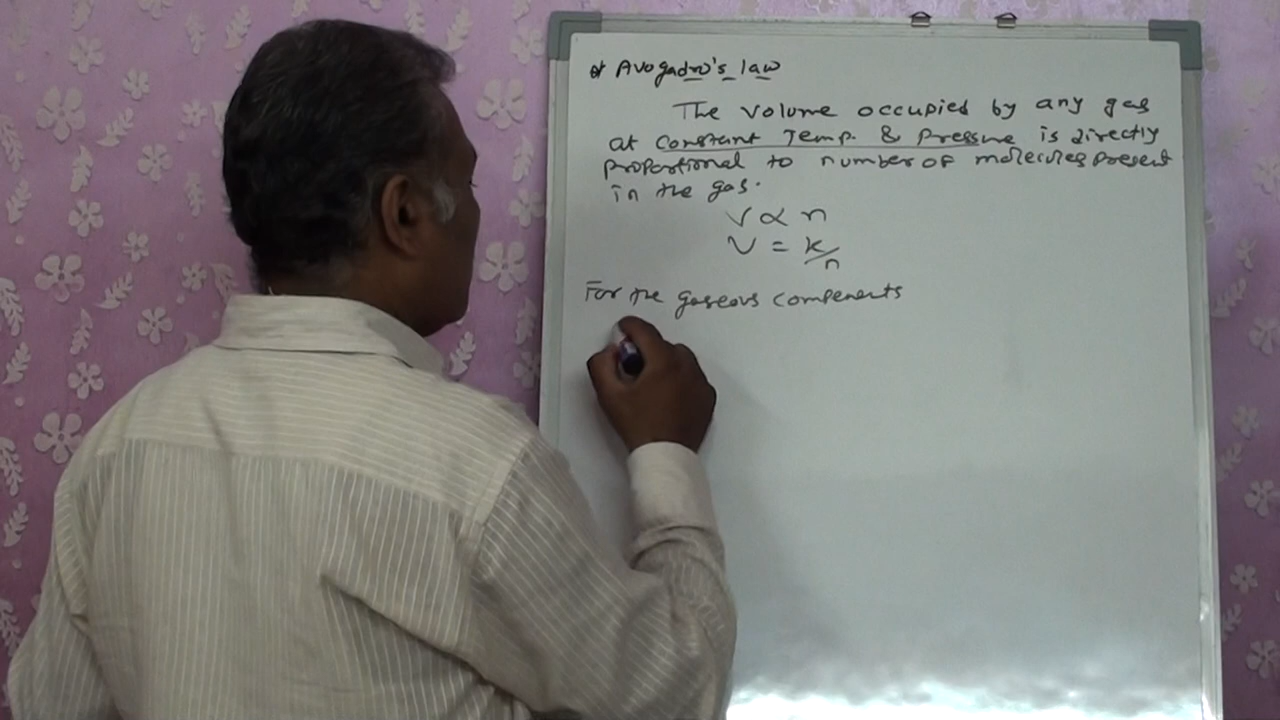 * Avogadro's law
The volume occupied by any gas
at constant Temp. & pressure is directly
proportional to number of molecules present
in the gas.
V ∝ n
V = k/n
For the gaseous compenents